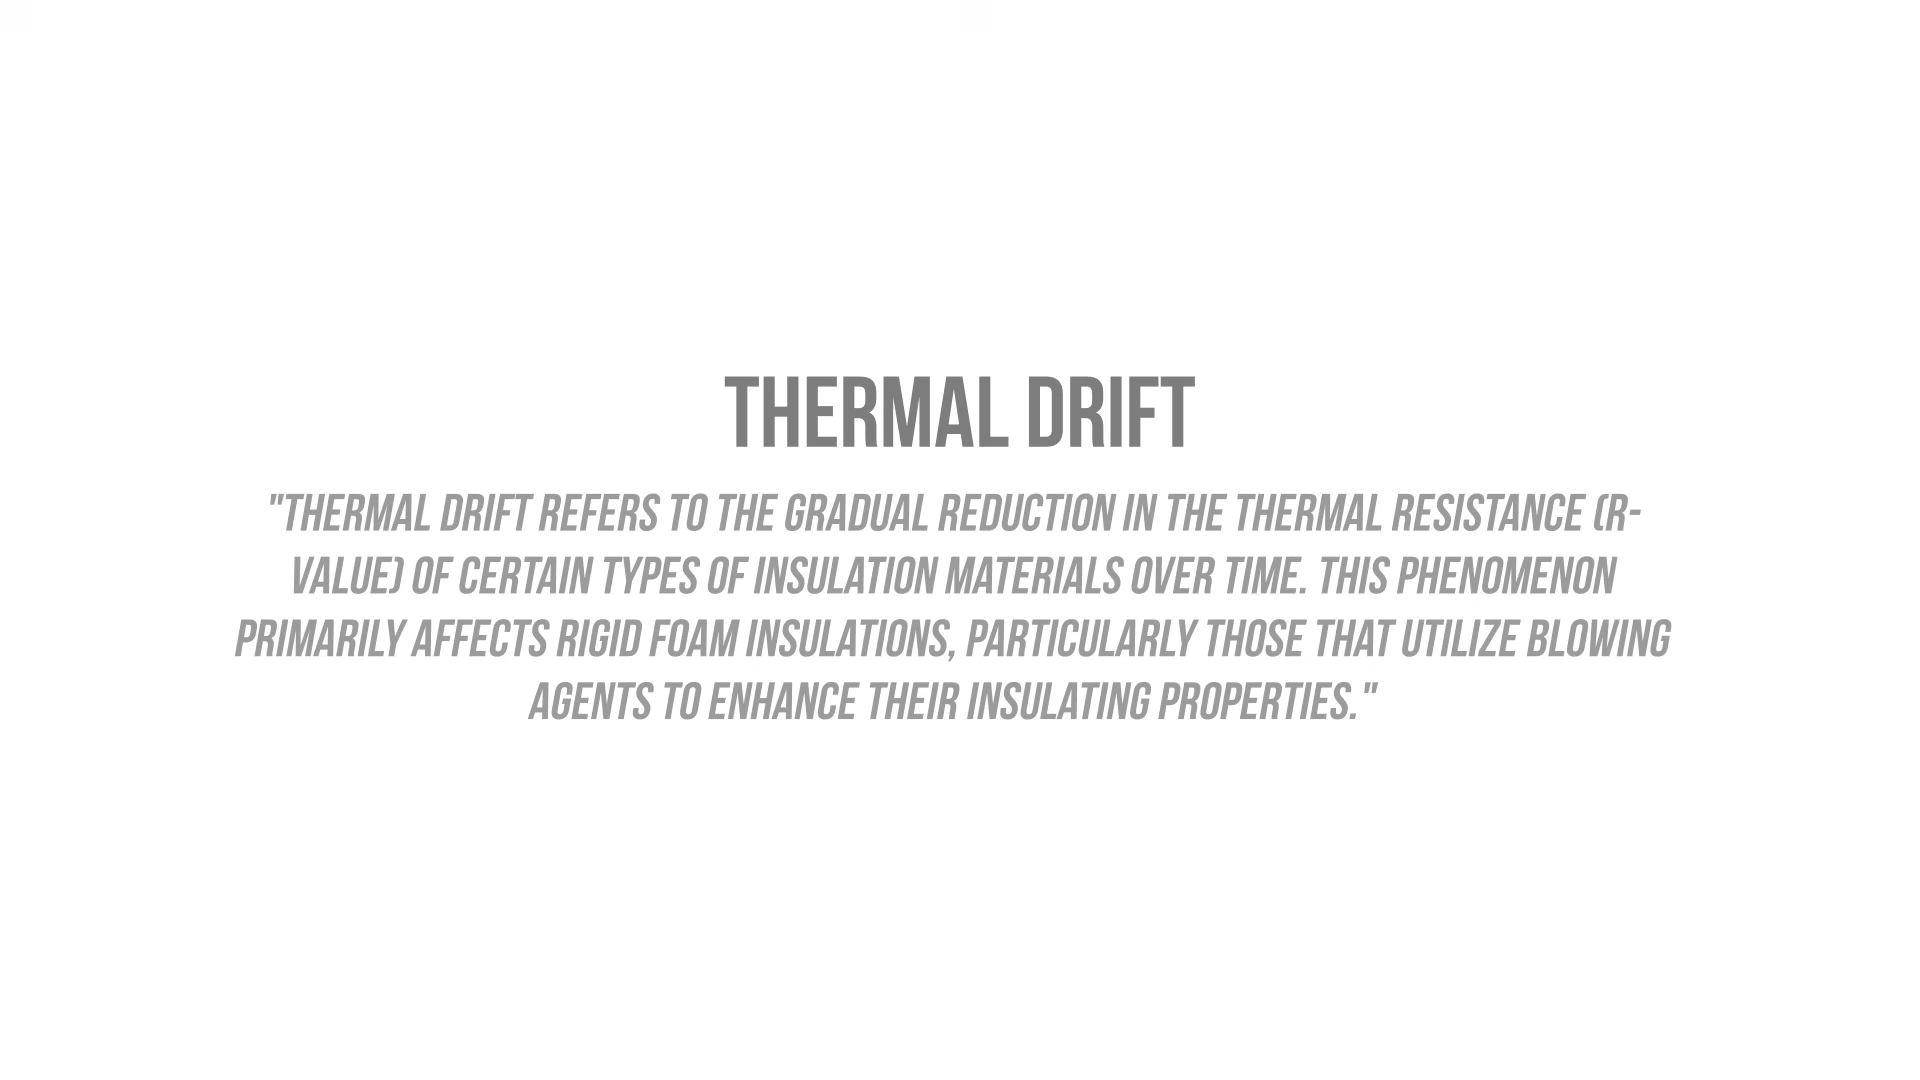 THERMAL DRIFT
"THERMAL DRIFT REFERS TO THE GRADUAL REDUCTION IN THE THERMAL RESISTANCE (R-
VALUE) OF CERTAIN TYPES OF INSULATION MATERIALS OVER TIME. THIS PHENOMENON
PRIMARILY AFFECTS RIGID FOAM INSULATIONS, PARTICULARLY THOSE THAT UTILIZE BLOWING
AGENTS TO ENHANCE THEIR INSULATING PROPERTIES."